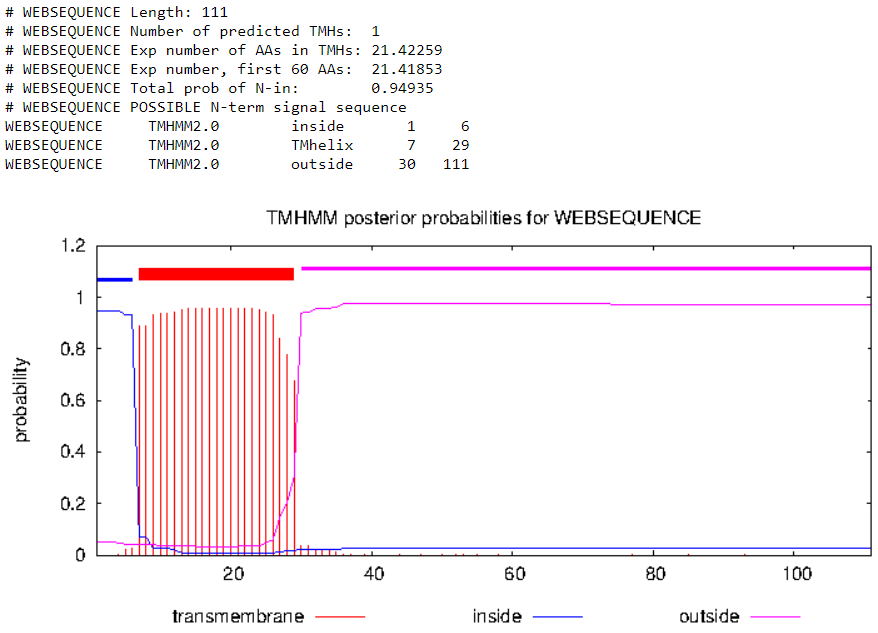 # WEBSEQUENCE Length: 111
# WEBSEQUENCE Number of predicted TMHs:  1
# WEBSEQUENCE Exp number of AAs in TMHs: 21.42259
# WEBSEQUENCE Exp number, first 60 AAs:  21.41853
# WEBSEQUENCE Total prob of N-in:        0.94935
# WEBSEQUENCE POSSIBLE N-term signal sequence
WEBSEQUENCE     TMHMM2.0        inside       1     6
WEBSEQUENCE     TMHMM2.0        TMhelix      7    29
WEBSEQUENCE     TMHMM2.0        outside     30   111
TMHMM posterior probabilities for WEBSEQUENCE
1.2
1
0.8
0.6
0.4
0.2
0
probability
20 40 60 80 100
transmembrane inside outside